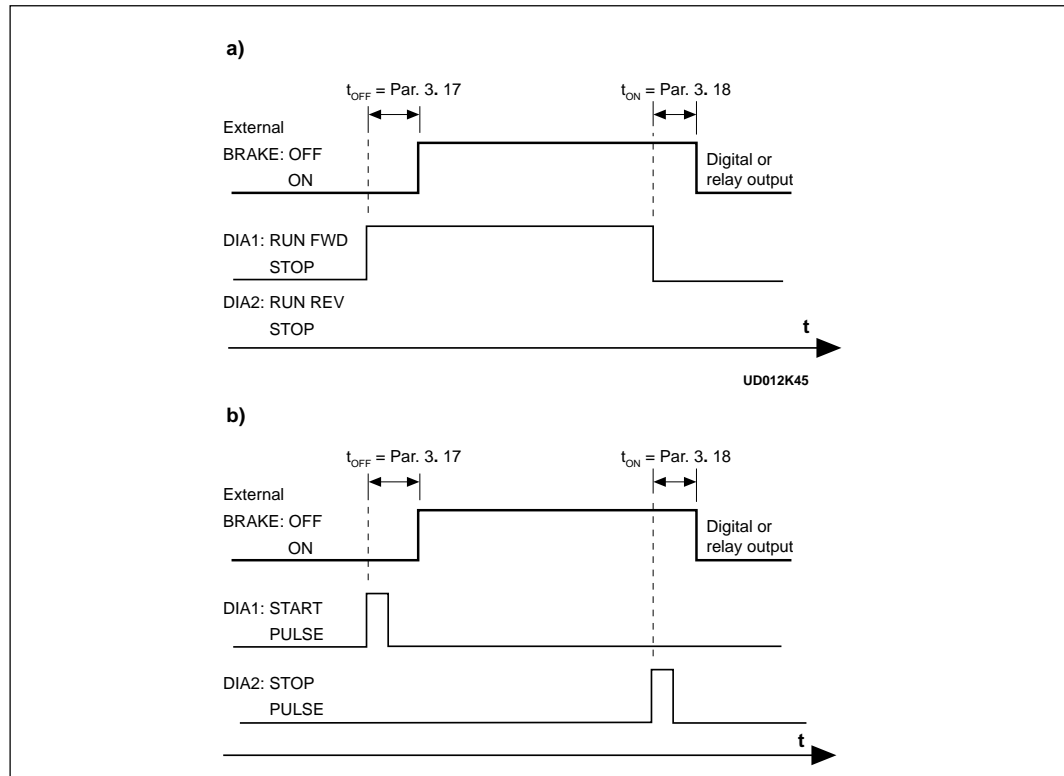 a)
t_OFF = Par. 3. 17
t_ON = Par. 3. 18
External
BRAKE: OFF
ON
Digital or
relay output
DIA1: RUN FWD
STOP
DIA2: RUN REV
STOP
t
UD012K45
b)
t_OFF = Par. 3. 17
t_ON = Par. 3. 18
External
BRAKE: OFF
ON
Digital or
relay output
DIA1: START
PULSE
DIA2: STOP
PULSE
t